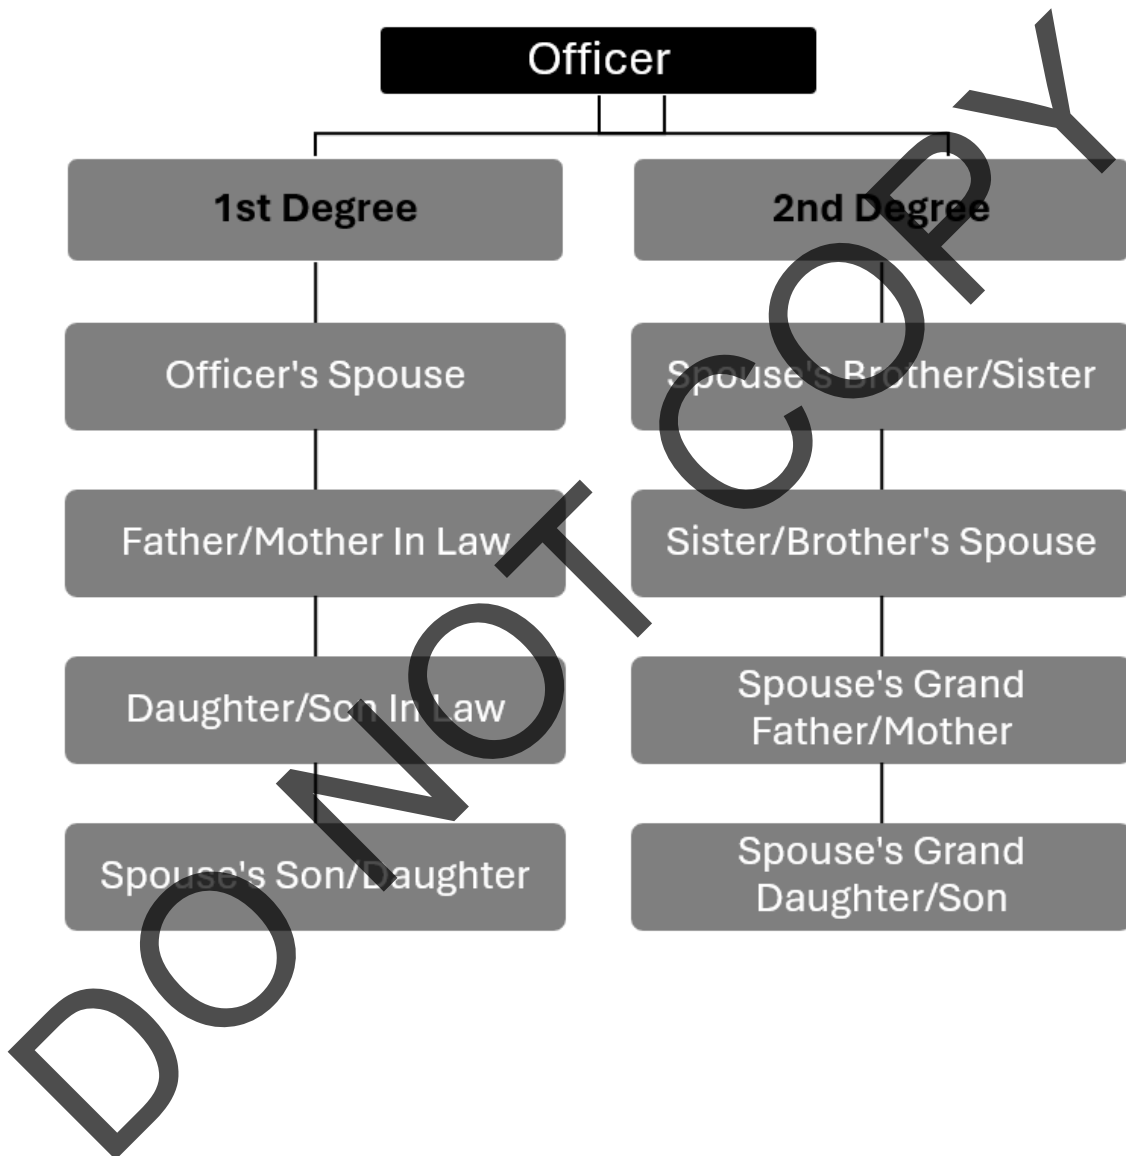 Officer
1st Degree
Officer's Spouse
Father/Mother In Law
Daughter/Son In Law
Spouse's Son/Daughter
2nd Degree
Spouse's Brother/Sister
Sister/Brother's Spouse
Spouse's Grand
Father/Mother
Spouse's Grand
Daughter/Son
DO NOT COPY